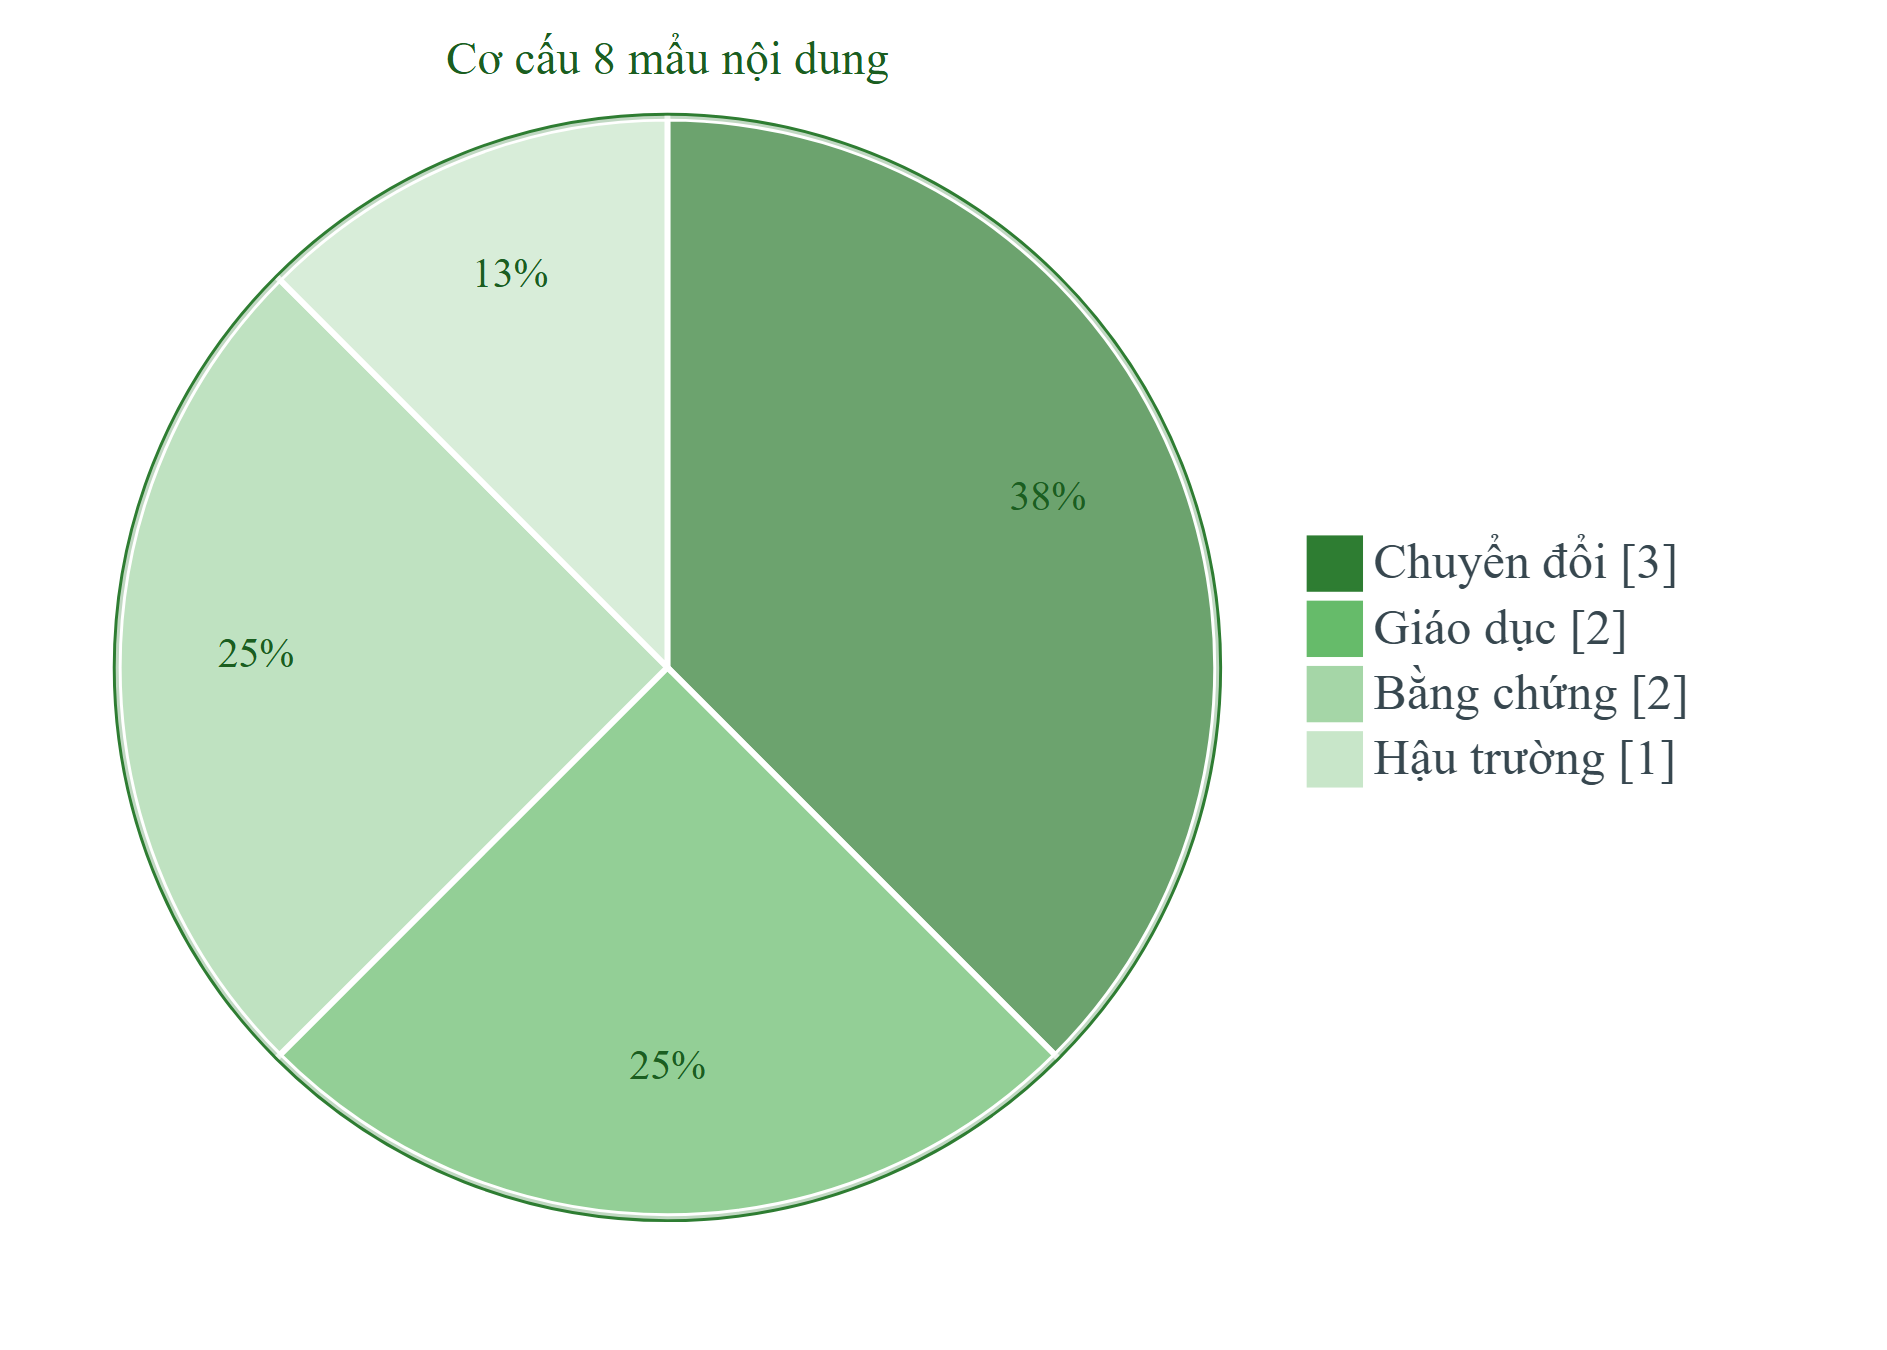 Cơ cấu 8 mẩu nội dung
13%
38%
25%
25%
Chuyển đổi [3]
Giáo dục [2]
Bằng chứng [2]
Hậu trường [1]